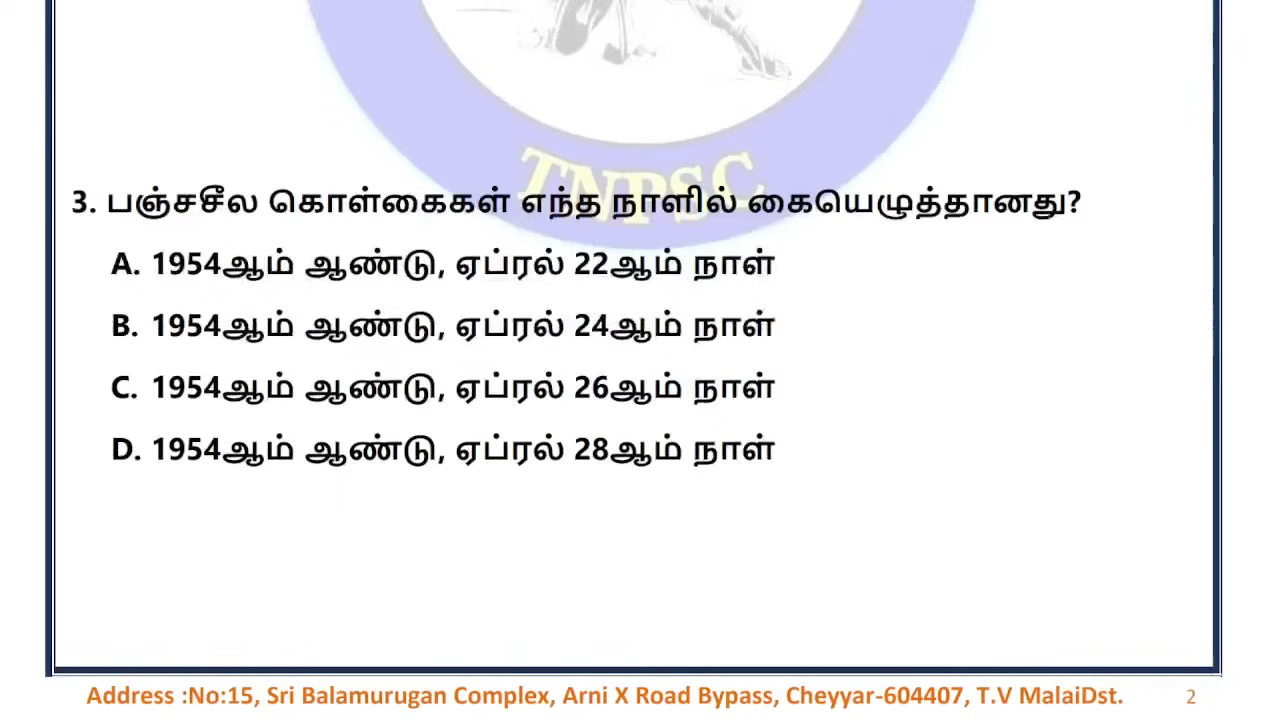 TNPSC
3. பஞ்சசீல கொள்கைகள் எந்த நாளில் கையெழுத்தானது?
A. 1954ஆம் ஆண்டு, ஏப்ரல் 22ஆம் நாள்
B. 1954ஆம் ஆண்டு, ஏப்ரல் 24ஆம் நாள்
C. 1954ஆம் ஆண்டு, ஏப்ரல் 26ஆம் நாள்
D. 1954ஆம் ஆண்டு, ஏப்ரல் 28ஆம் நாள்
Address :No:15, Sri Balamurugan Complex, Arni X Road Bypass, Cheyyar-604407, T.V MalaiDst. 2